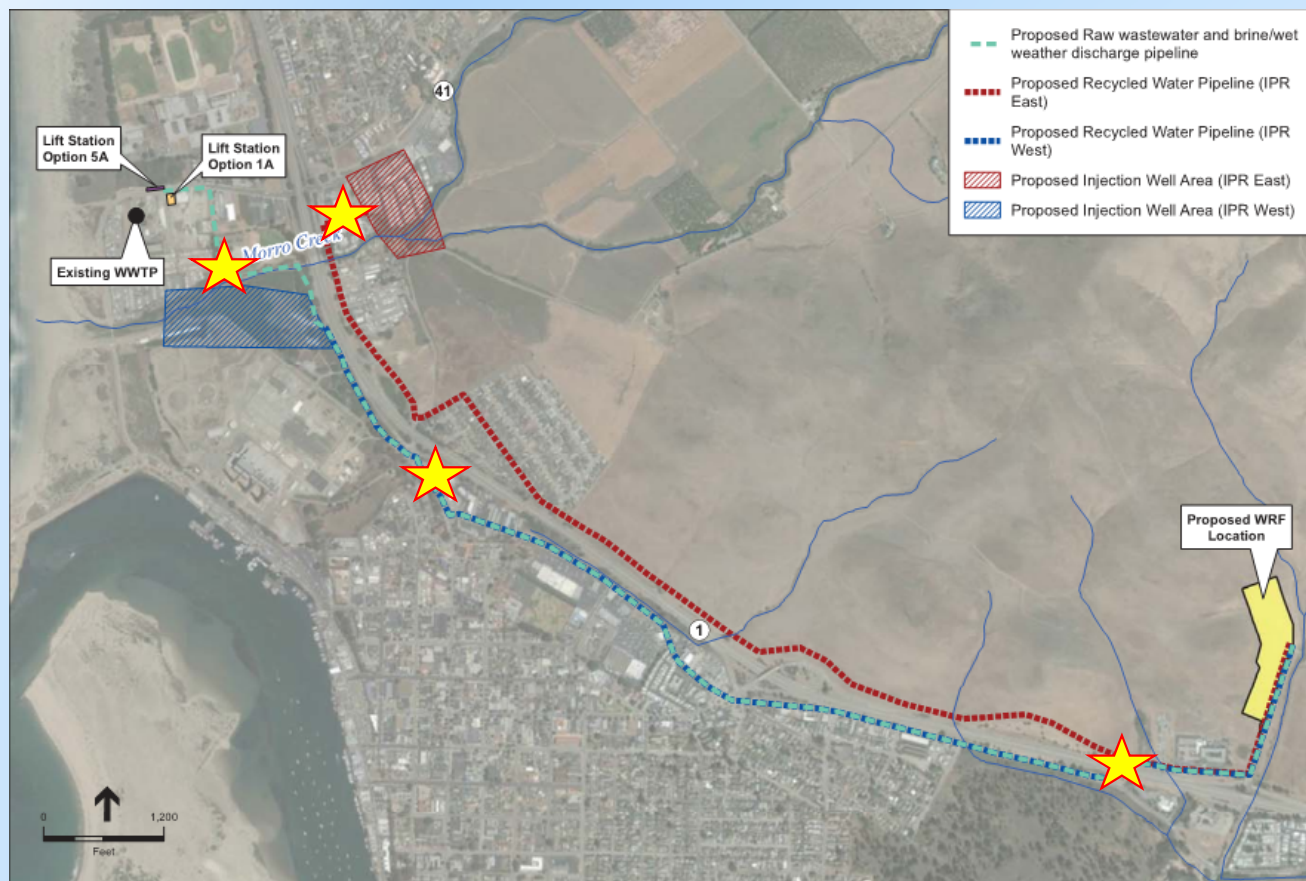 Proposed Raw wastewater and brine/wet
weather discharge pipeline
Proposed Recycled Water Pipeline (IPR
East)
Proposed Recycled Water Pipeline (IPR
West)
Proposed Injection Well Area (IPR East)
Proposed Injection Well Area (IPR West)
41
Lift Station
Option 5A
Lift Station
Option 1A
Morro Creek
Existing WWTP
Proposed WRF
Location
1
0 1,200
Feet